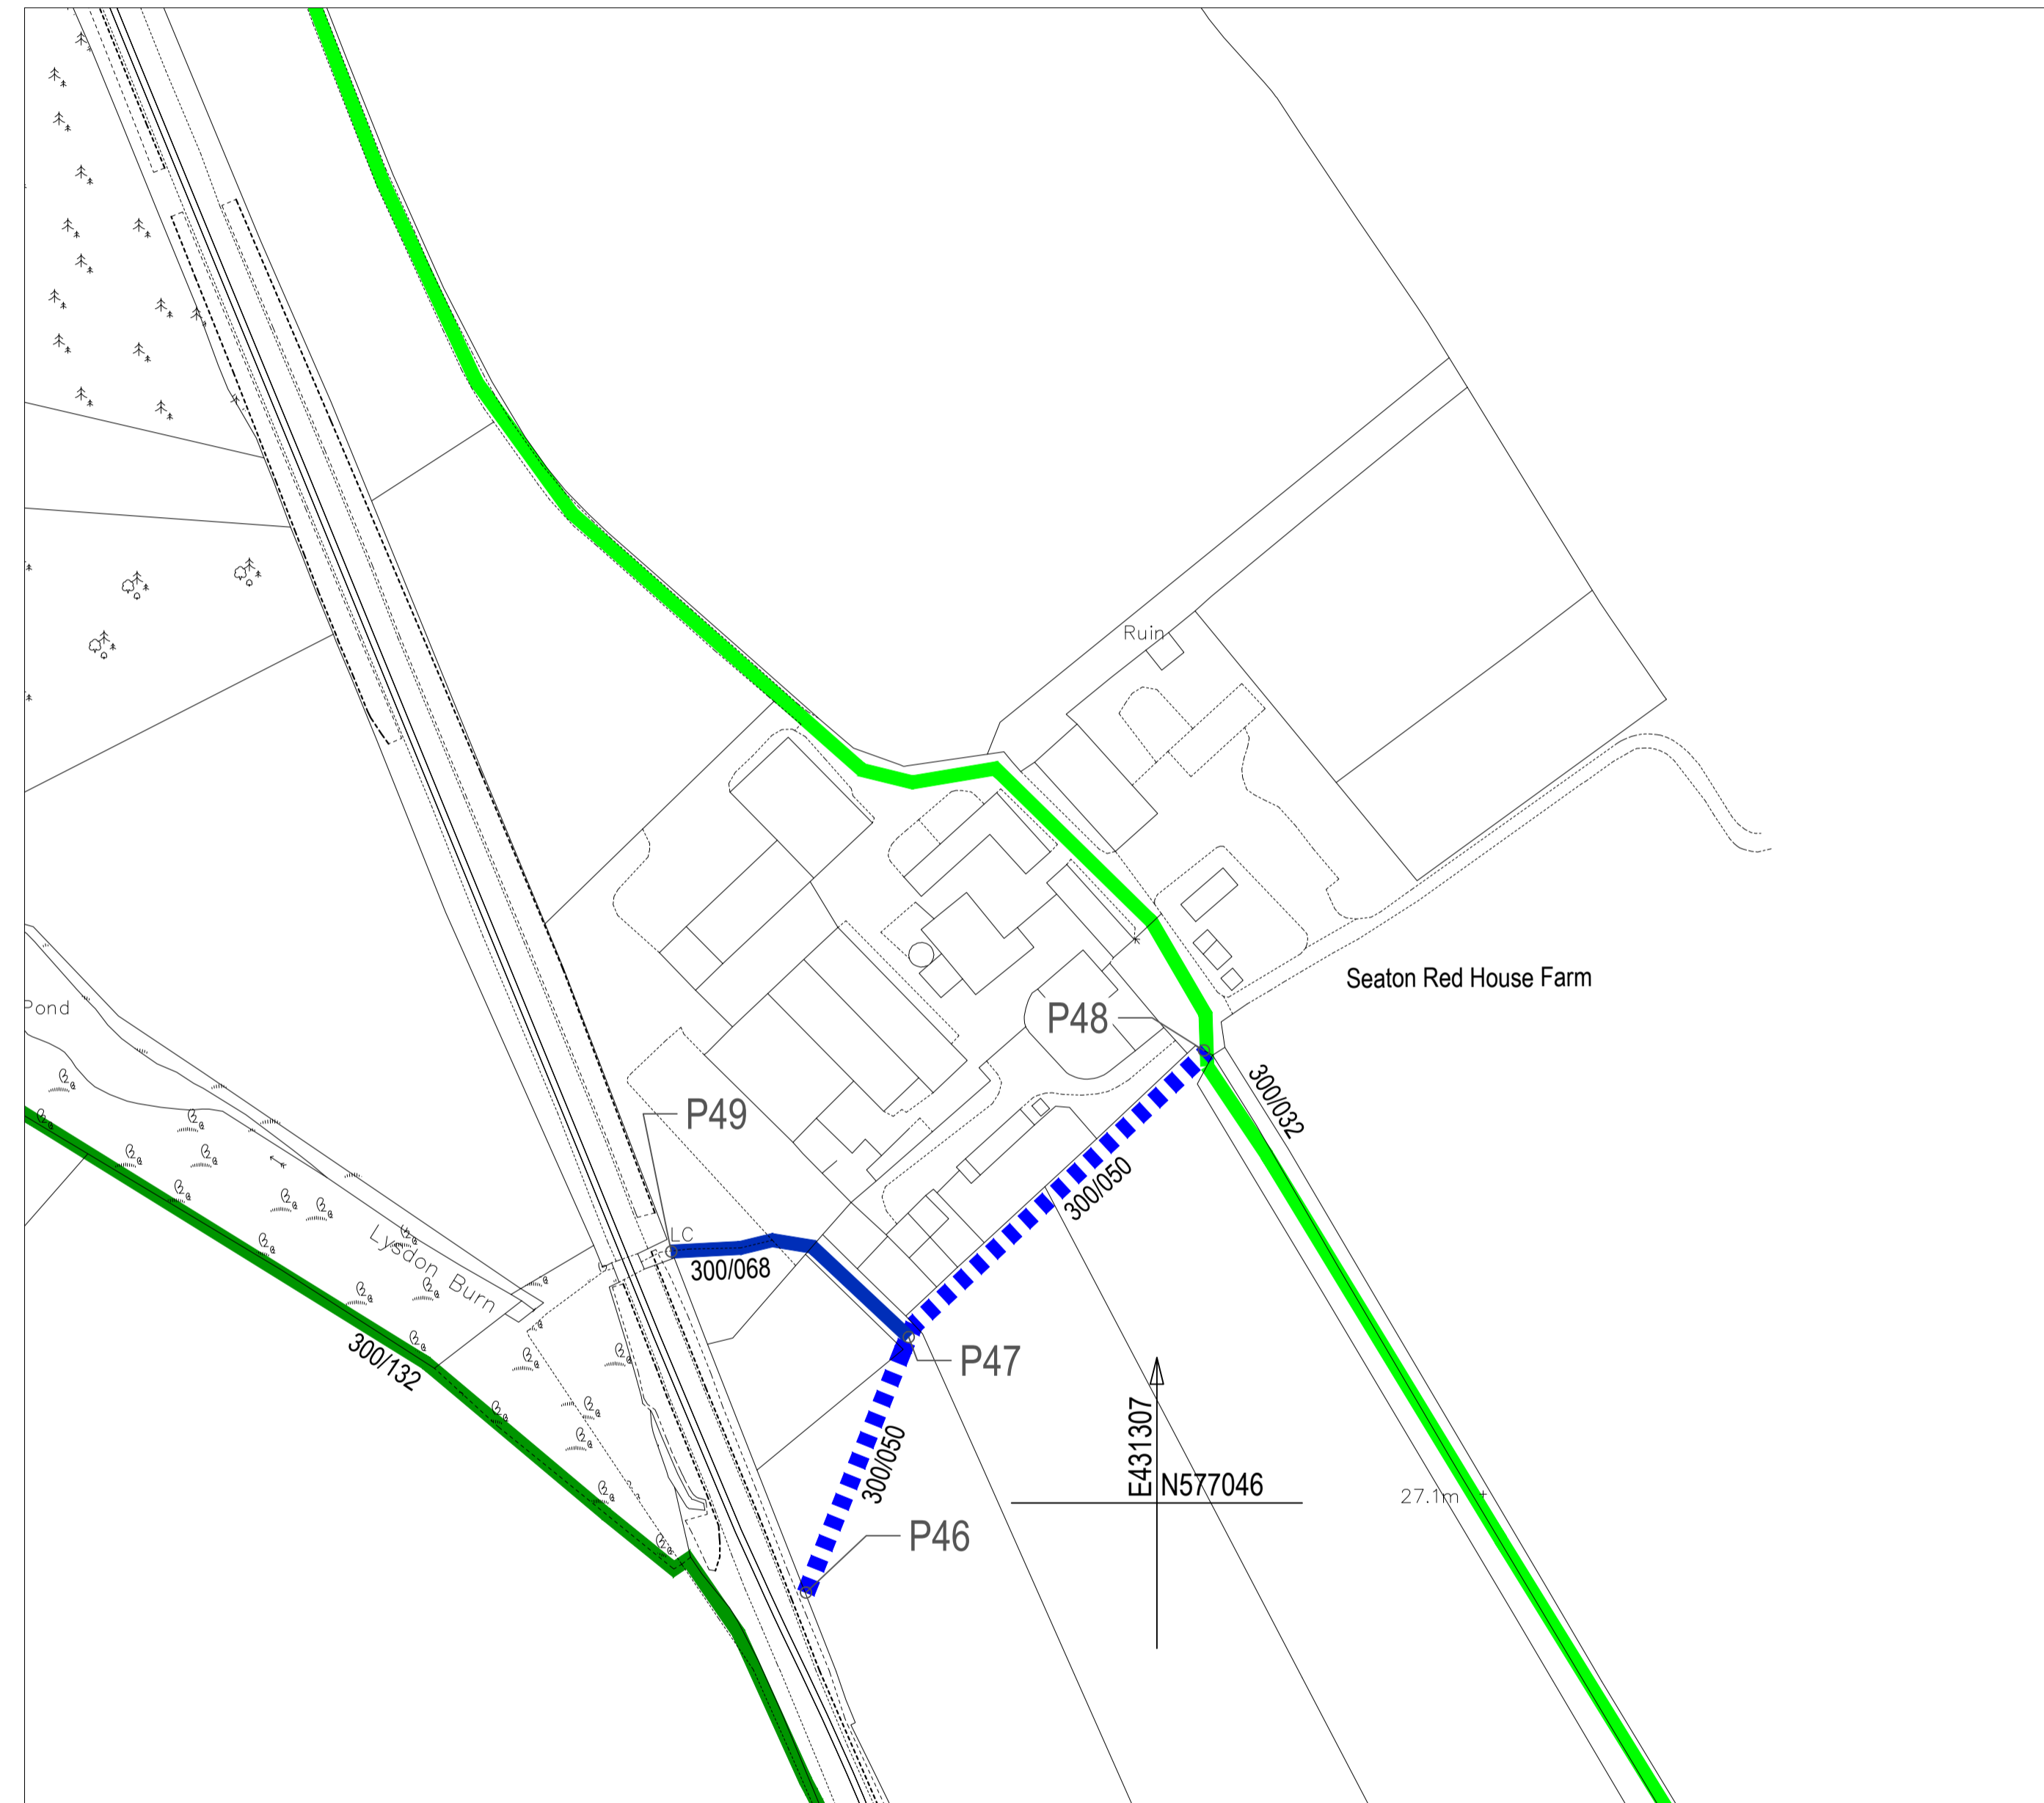 Ruin
Seaton Red House Farm
Pond
P48
300/032
P49
300/050
LC
300/068
Lysdon Burn
300/132
P47
300/050
E431307
N577046
27.1m
P46